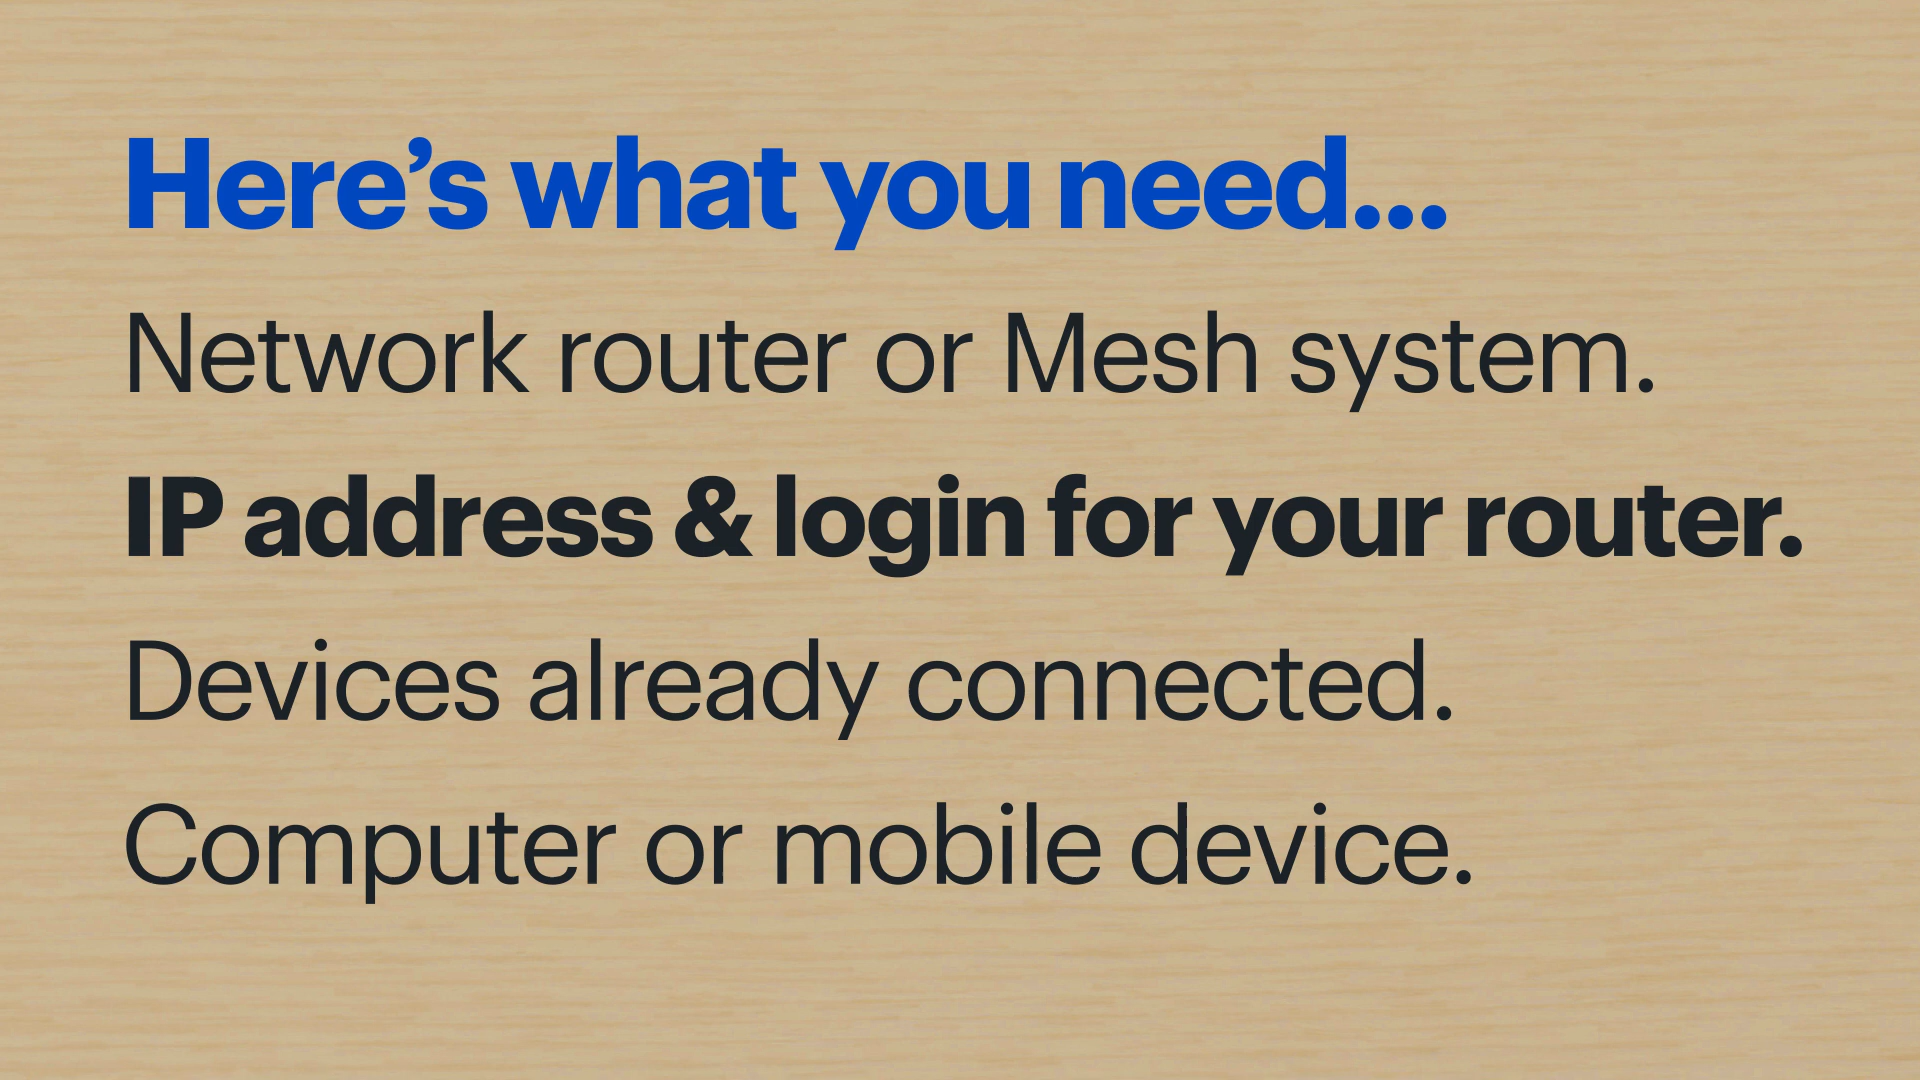 Here’s what you need...
Network router or Mesh system.
IP address & login for your router.
Devices already connected.
Computer or mobile device.